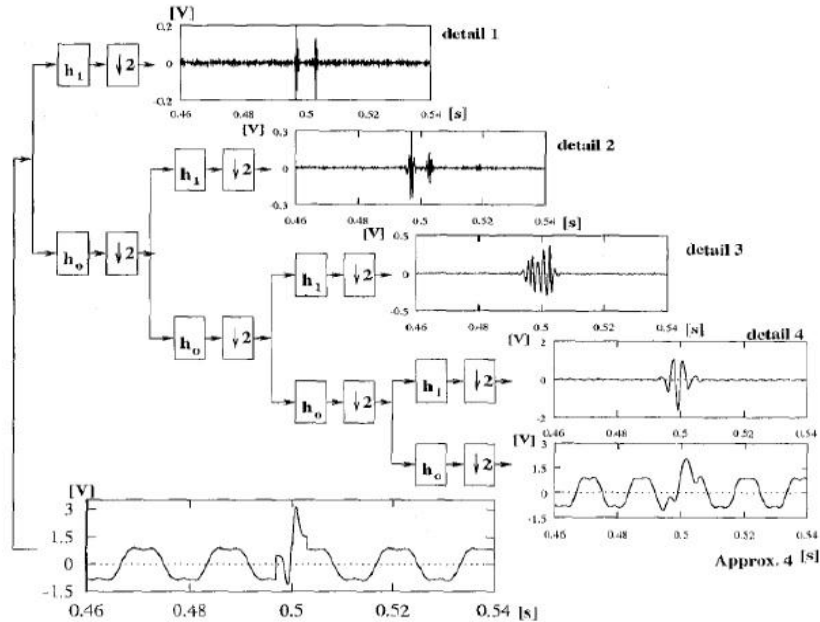 [V]
0.2
0
-0.2
0.46 0.48 0.5 0.52 0.54 [s]
detail 1
h₁ ↓2
[V]
0.3
0
-0.3
0.46 0.48 0.5 0.52 0.54 [s]
detail 2
h₁ ↓2
h₀ ↓2
[V]
0.5
0
-0.5
0.46 0.48 0.5 0.52 0.54
[s]
detail 3
h₁ ↓2
h₀ ↓2
[V]
2
0
-2
0.46 0.48 0.5 0.52 0.54
detail 4
h₁ ↓2
h₀ ↓2
[V]
3
1.5
0
-1.5
0.46 0.48 0.5 0.52 0.54
Approx. 4 [s]
h₀ ↓2
[V]
3
1.5
0
-1.5
0.46 0.48 0.5 0.52 0.54 [s]